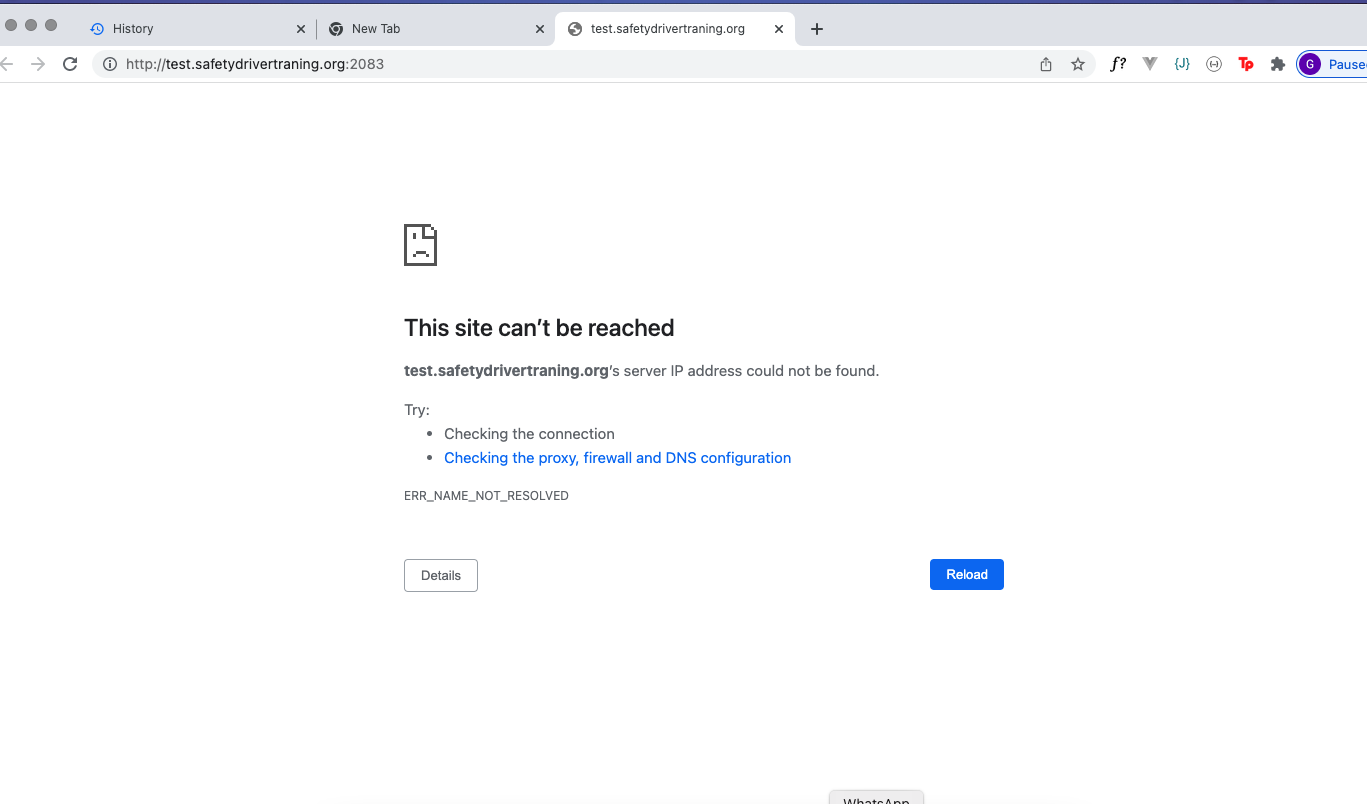 History
New Tab
test.safetydrivertraning.org
http://test.safetydrivertraning.org:2083
f?
{J}
Tp
G
Pause
This site can’t be reached
test.safetydrivertraning.org’s server IP address could not be found.
Try:
• Checking the connection
• Checking the proxy, firewall and DNS configuration
ERR_NAME_NOT_RESOLVED
Details
Reload
WhatsApp